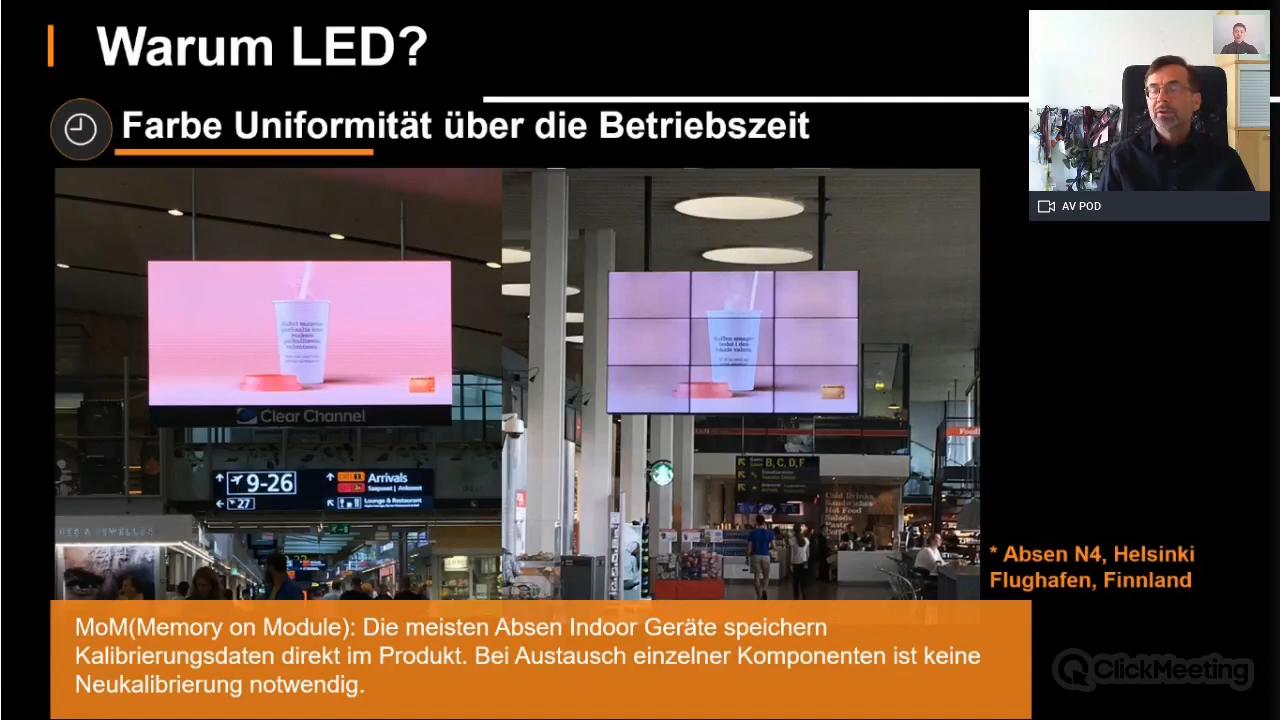 Warum LED?
Farbe Uniformität über die Betriebszeit
AV POD
Clear Channel
9-26
27
Arrivals
Lounge & Restaurant
B, C, D, F
Cold Drinks
Sandwiches
Hot Food
Salads
* Absen N4, Helsinki
Flughafen, Finnland
MoM(Memory on Module): Die meisten Absen Indoor Geräte speichern
Kalibrierungsdaten direkt im Produkt. Bei Austausch einzelner Komponenten ist keine
Neukalibrierung notwendig.
ClickMeeting